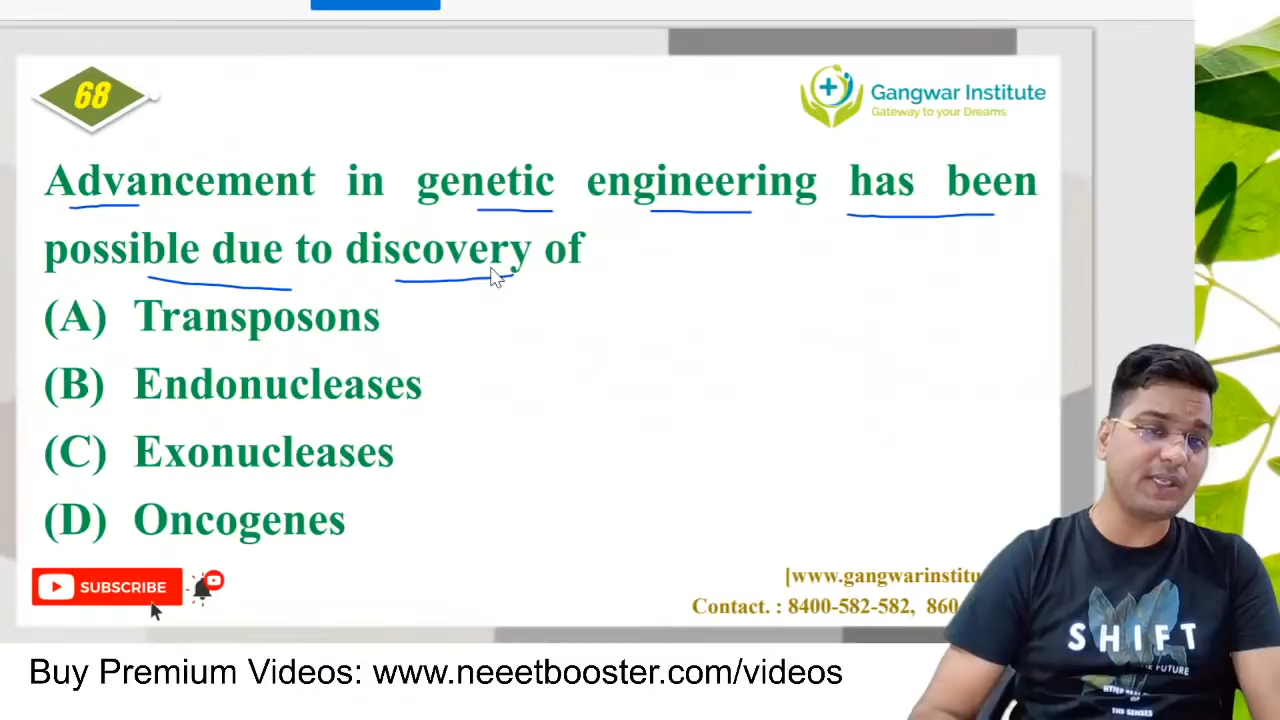 68
Gangwar Institute
Gateway to your Dreams
Advancement in genetic engineering has been
possible due to discovery of
(A) Transposons
(B) Endonucleases
(C) Exonucleases
(D) Oncogenes
SUBSCRIBE
[www.gangwarinstitu
Contact. : 8400-582-582, 860
SHIFT
THE SENSES
Buy Premium Videos: www.neeetbooster.com/videos